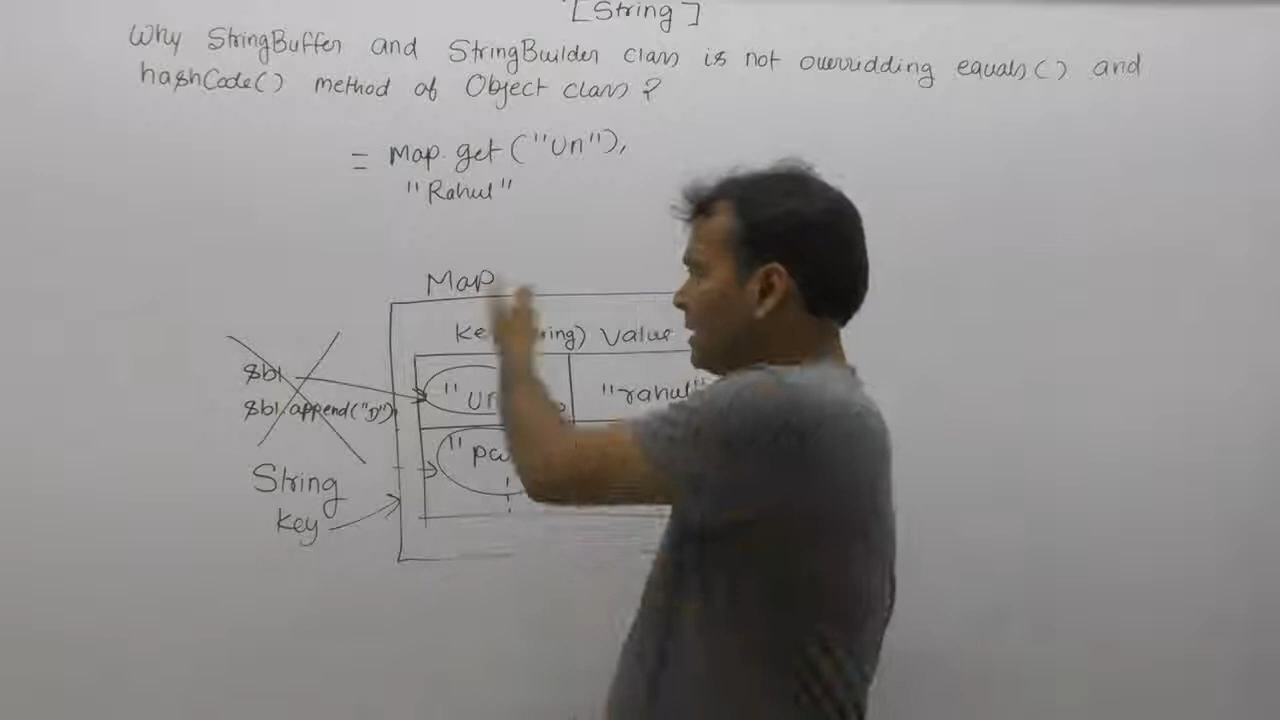 [String]
Why StringBuffer and StringBuilder class is not overridding equals() and
hashCode() method of Object class ?
= Map.get ("Un"),
"Rahul"
Map
Value
sb1
"rahul"
sb1.append("D")
String
key